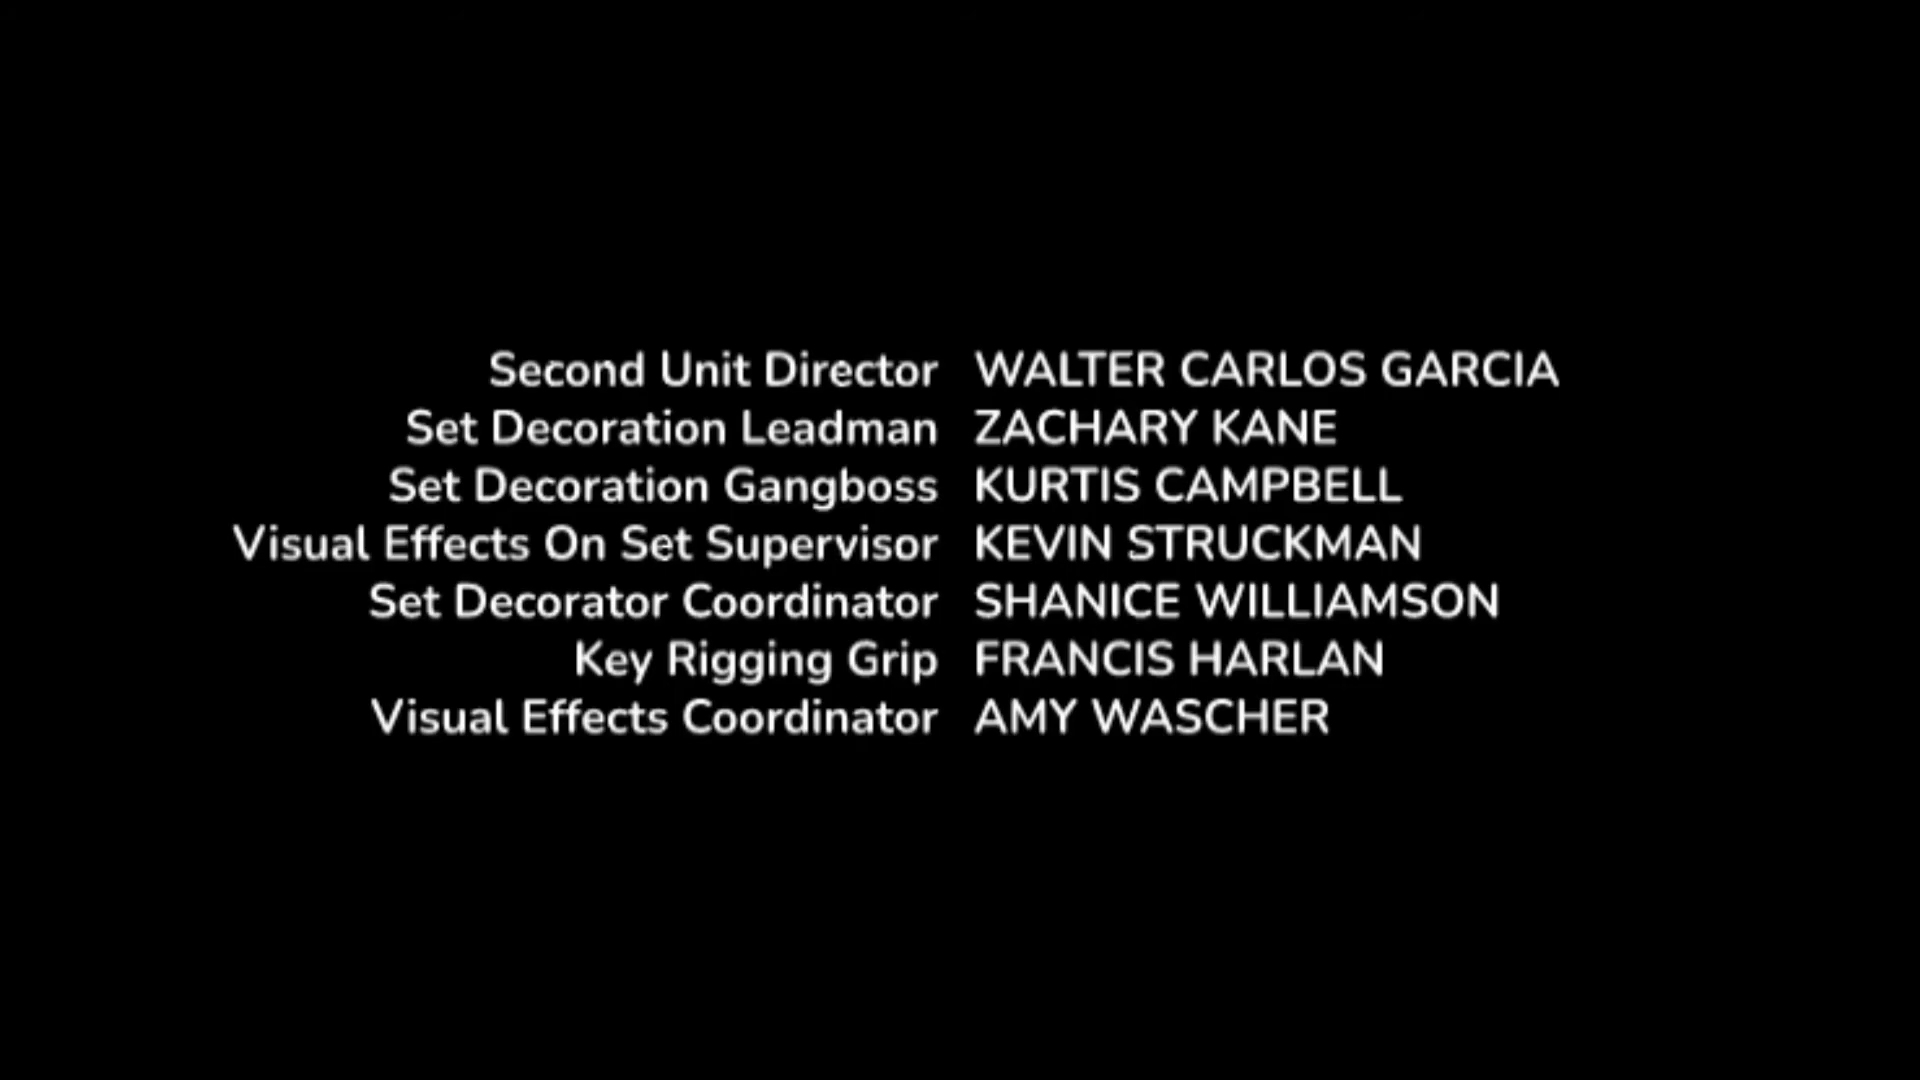 Second Unit Director WALTER CARLOS GARCIA
Set Decoration Leadman ZACHARY KANE
Set Decoration Gangboss KURTIS CAMPBELL
Visual Effects On Set Supervisor KEVIN STRUCKMAN
Set Decorator Coordinator SHANICE WILLIAMSON
Key Rigging Grip FRANCIS HARLAN
Visual Effects Coordinator AMY WASCHER